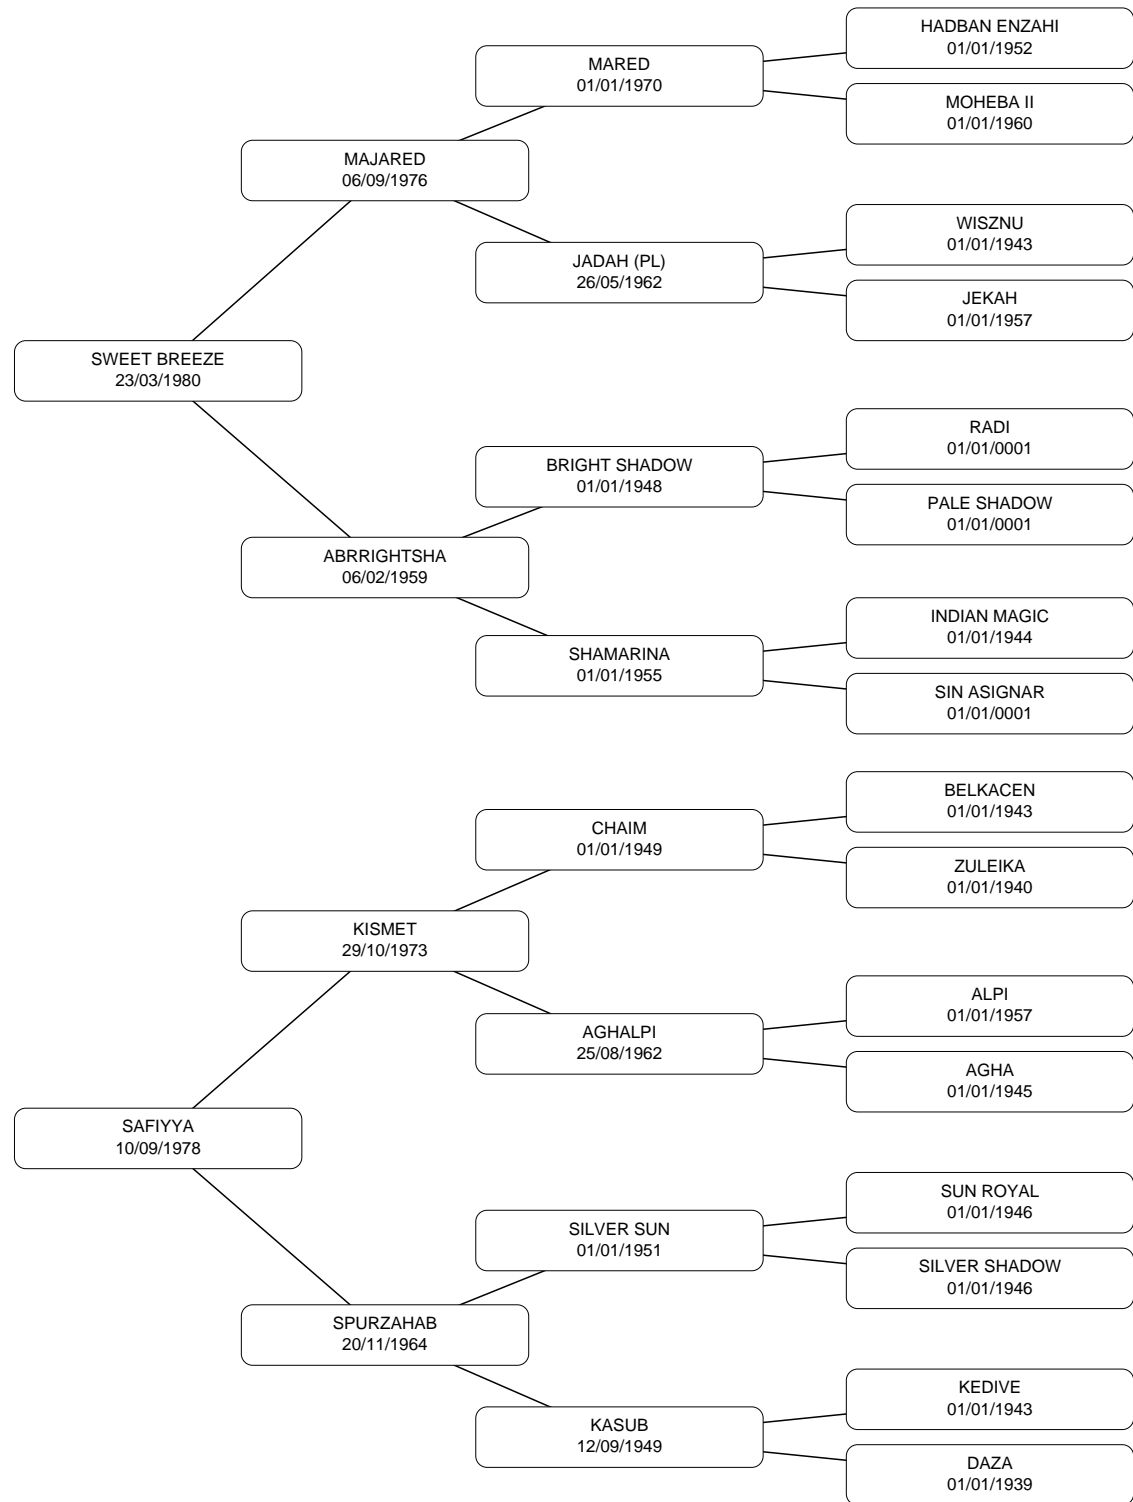 HADBAN ENZAHI
01/01/1952
MARED
01/01/1970
MOHEBA II
01/01/1960
MAJARED
06/09/1976
WISZNU
01/01/1943
JADAH (PL)
26/05/1962
JEKAH
01/01/1957
SWEET BREEZE
23/03/1980
RADI
01/01/0001
BRIGHT SHADOW
01/01/1948
PALE SHADOW
01/01/0001
ABRRIGHTSHA
06/02/1959
INDIAN MAGIC
01/01/1944
SHAMARINA
01/01/1955
SIN ASIGNAR
01/01/0001
BELKACEN
01/01/1943
CHAIM
01/01/1949
ZULEIKA
01/01/1940
KISMET
29/10/1973
ALPI
01/01/1957
AGHALPI
25/08/1962
AGHA
01/01/1945
SAFIYYA
10/09/1978
SUN ROYAL
01/01/1946
SILVER SUN
01/01/1951
SILVER SHADOW
01/01/1946
SPURZAHAB
20/11/1964
KEDIVE
01/01/1943
KASUB
12/09/1949
DAZA
01/01/1939